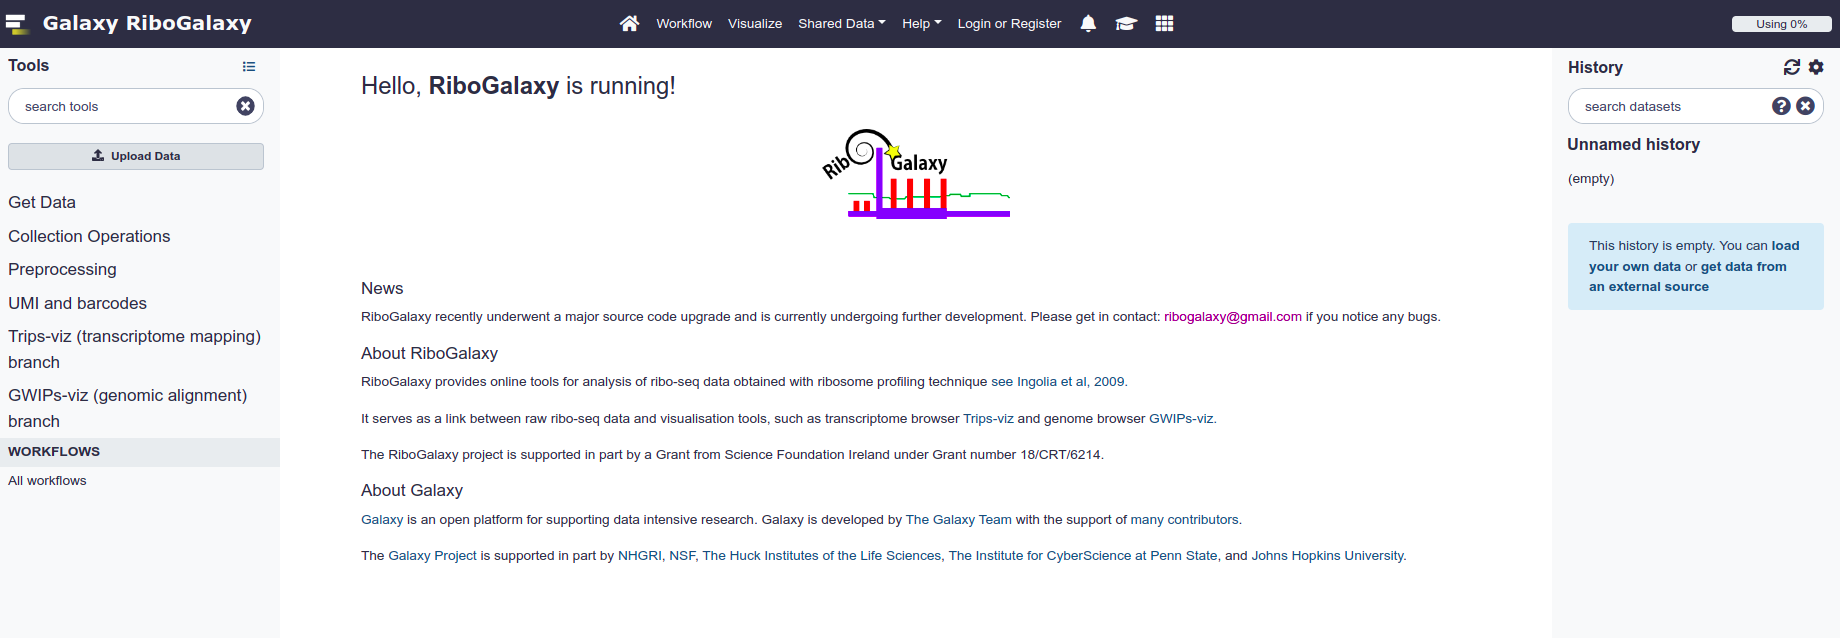 Galaxy RiboGalaxy
Workflow Visualize Shared Data Help Login or Register
Using 0%
Tools
search tools
Upload Data
Get Data
Collection Operations
Preprocessing
UMI and barcodes
Trips-viz (transcriptome mapping)
branch
GWIPs-viz (genomic alignment)
branch
WORKFLOWS
All workflows
Hello, RiboGalaxy is running!
Rib Galaxy
News
RiboGalaxy recently underwent a major source code upgrade and is currently undergoing further development. Please get in contact: ribogalaxy@gmail.com if you notice any bugs.
About RiboGalaxy
RiboGalaxy provides online tools for analysis of ribo-seq data obtained with ribosome profiling technique see Ingolia et al, 2009.
It serves as a link between raw ribo-seq data and visualisation tools, such as transcriptome browser Trips-viz and genome browser GWIPs-viz.
The RiboGalaxy project is supported in part by a Grant from Science Foundation Ireland under Grant number 18/CRT/6214.
About Galaxy
Galaxy is an open platform for supporting data intensive research. Galaxy is developed by The Galaxy Team with the support of many contributors.
The Galaxy Project is supported in part by NHGRI, NSF, The Huck Institutes of the Life Sciences, The Institute for CyberScience at Penn State, and Johns Hopkins University.
History
search datasets
Unnamed history
(empty)
This history is empty. You can load
your own data or get data from
an external source